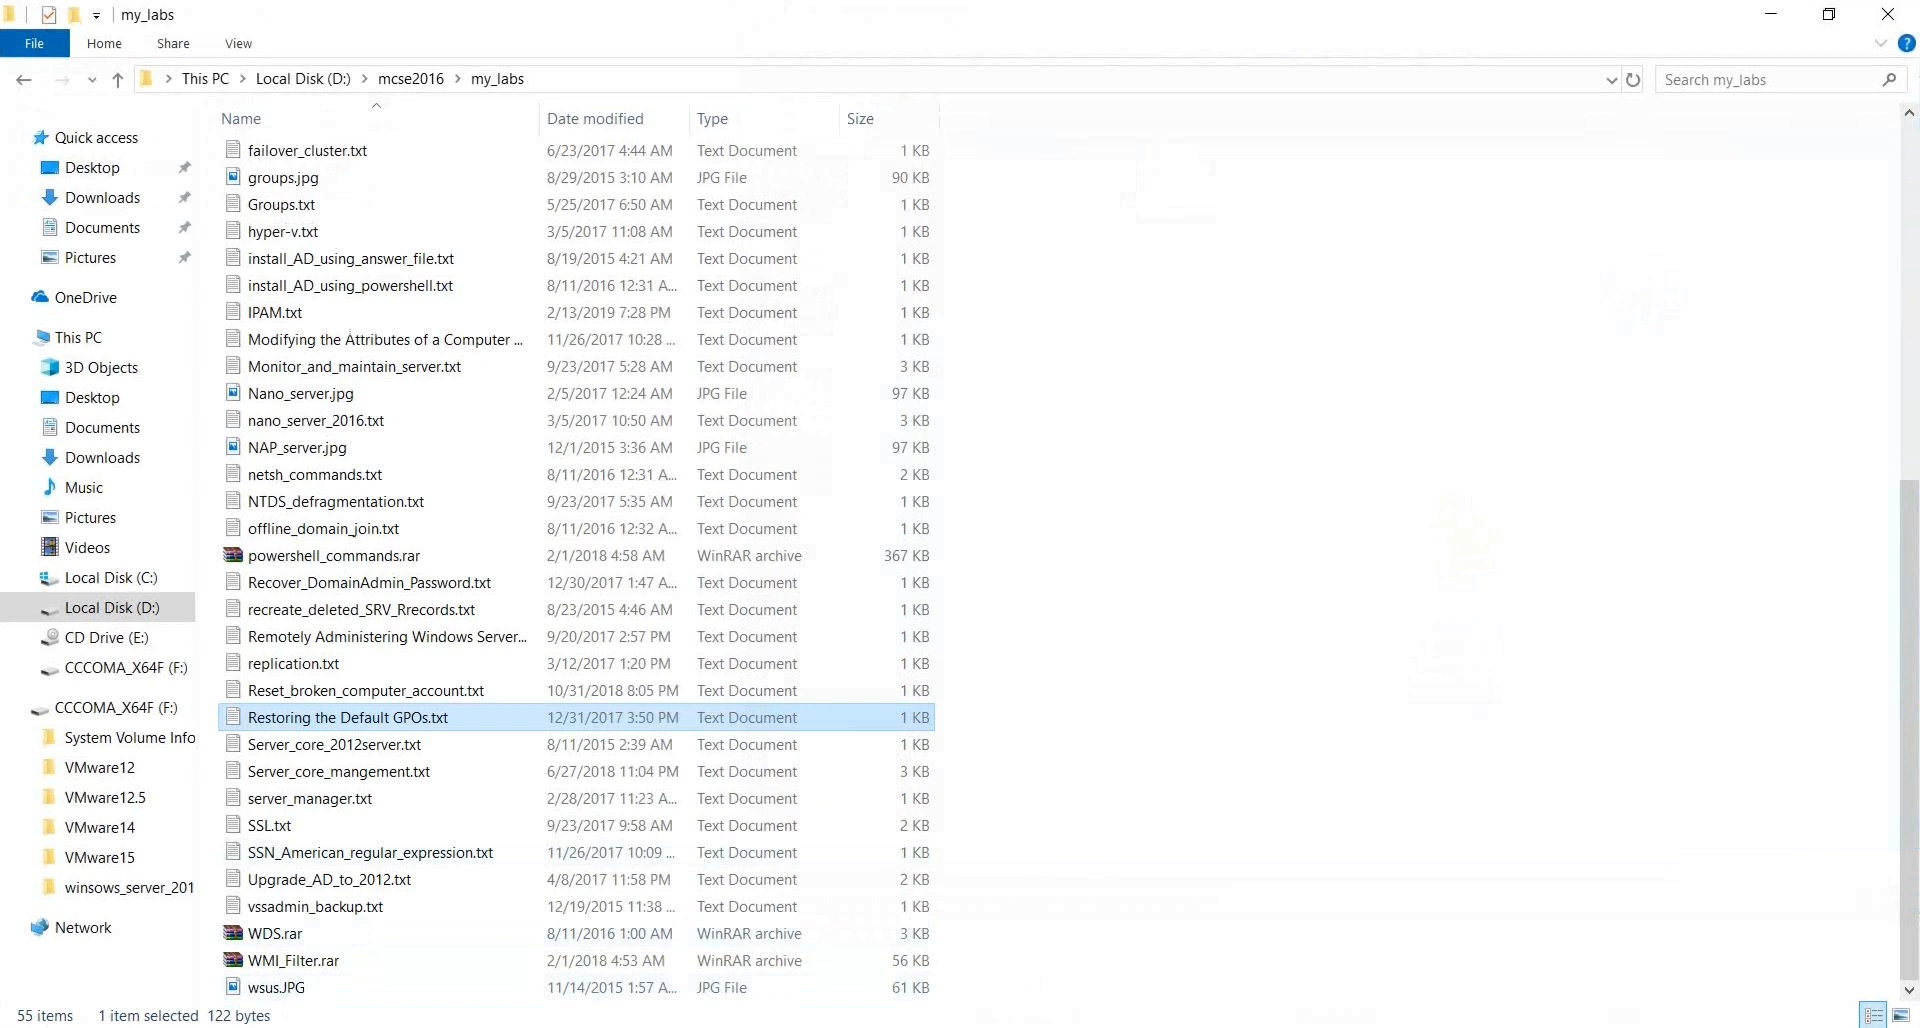 my_labs
File Home Share View
This PC Local Disk (D:) mcse2016 my_labs Search my_labs
Name Date modified Type Size
Quick access
Desktop
Downloads
Documents
Pictures
OneDrive
This PC
3D Objects
Desktop
Documents
Downloads
Music
Pictures
Videos
Local Disk (C:)
Local Disk (D:)
CD Drive (E:)
CCCOMA_X64F (F:)
CCCOMA_X64F (F:)
System Volume Info
VMware12
VMware12.5
VMware14
VMware15
winsows_server_201
Network
failover_cluster.txt 6/23/2017 4:44 AM Text Document 1 KB
groups.jpg 8/29/2015 3:10 AM JPG File 90 KB
Groups.txt 5/25/2017 6:50 AM Text Document 1 KB
hyper-v.txt 3/5/2017 11:08 AM Text Document 1 KB
install_AD_using_answer_file.txt 8/19/2015 4:21 AM Text Document 1 KB
install_AD_using_powershell.txt 8/11/2016 12:31 A... Text Document 1 KB
IPAM.txt 2/13/2019 7:28 PM Text Document 1 KB
Modifying the Attributes of a Computer ... 11/26/2017 10:28 ... Text Document 1 KB
Monitor_and_maintain_server.txt 9/23/2017 5:28 AM Text Document 3 KB
Nano_server.jpg 2/5/2017 12:24 AM JPG File 97 KB
nano_server_2016.txt 3/5/2017 10:50 AM Text Document 3 KB
NAP_server.jpg 12/1/2015 3:36 AM JPG File 97 KB
netsh_commands.txt 8/11/2016 12:31 A... Text Document 2 KB
NTDS_defragmentation.txt 9/23/2017 5:35 AM Text Document 1 KB
offline_domain_join.txt 8/11/2016 12:32 A... Text Document 1 KB
powershell_commands.rar 2/1/2018 4:58 AM WinRAR archive 367 KB
Recover_DomainAdmin_Password.txt 12/30/2017 1:47 A... Text Document 1 KB
recreate_deleted_SRV_Rrecords.txt 8/23/2015 4:46 AM Text Document 1 KB
Remotely Administering Windows Server... 9/20/2017 2:57 PM Text Document 1 KB
replication.txt 3/12/2017 1:20 PM Text Document 1 KB
Reset_broken_computer_account.txt 10/31/2018 8:05 PM Text Document 1 KB
Restoring the Default GPOs.txt 12/31/2017 3:50 PM Text Document 1 KB
Server_core_2012server.txt 8/11/2015 2:39 AM Text Document 1 KB
Server_core_mangement.txt 6/27/2018 11:04 PM Text Document 3 KB
server_manager.txt 2/28/2017 11:23 A... Text Document 1 KB
SSL.txt 9/23/2017 9:58 AM Text Document 2 KB
SSN_American_regular_expression.txt 11/26/2017 10:09 ... Text Document 1 KB
Upgrade_AD_to_2012.txt 4/8/2017 11:58 PM Text Document 2 KB
vssadmin_backup.txt 12/19/2015 11:38 ... Text Document 1 KB
WDS.rar 8/11/2016 1:00 AM WinRAR archive 3 KB
WMI_Filter.rar 2/1/2018 4:53 AM WinRAR archive 56 KB
wsus.JPG 11/14/2015 1:57 A... JPG File 61 KB
55 items 1 item selected 122 bytes